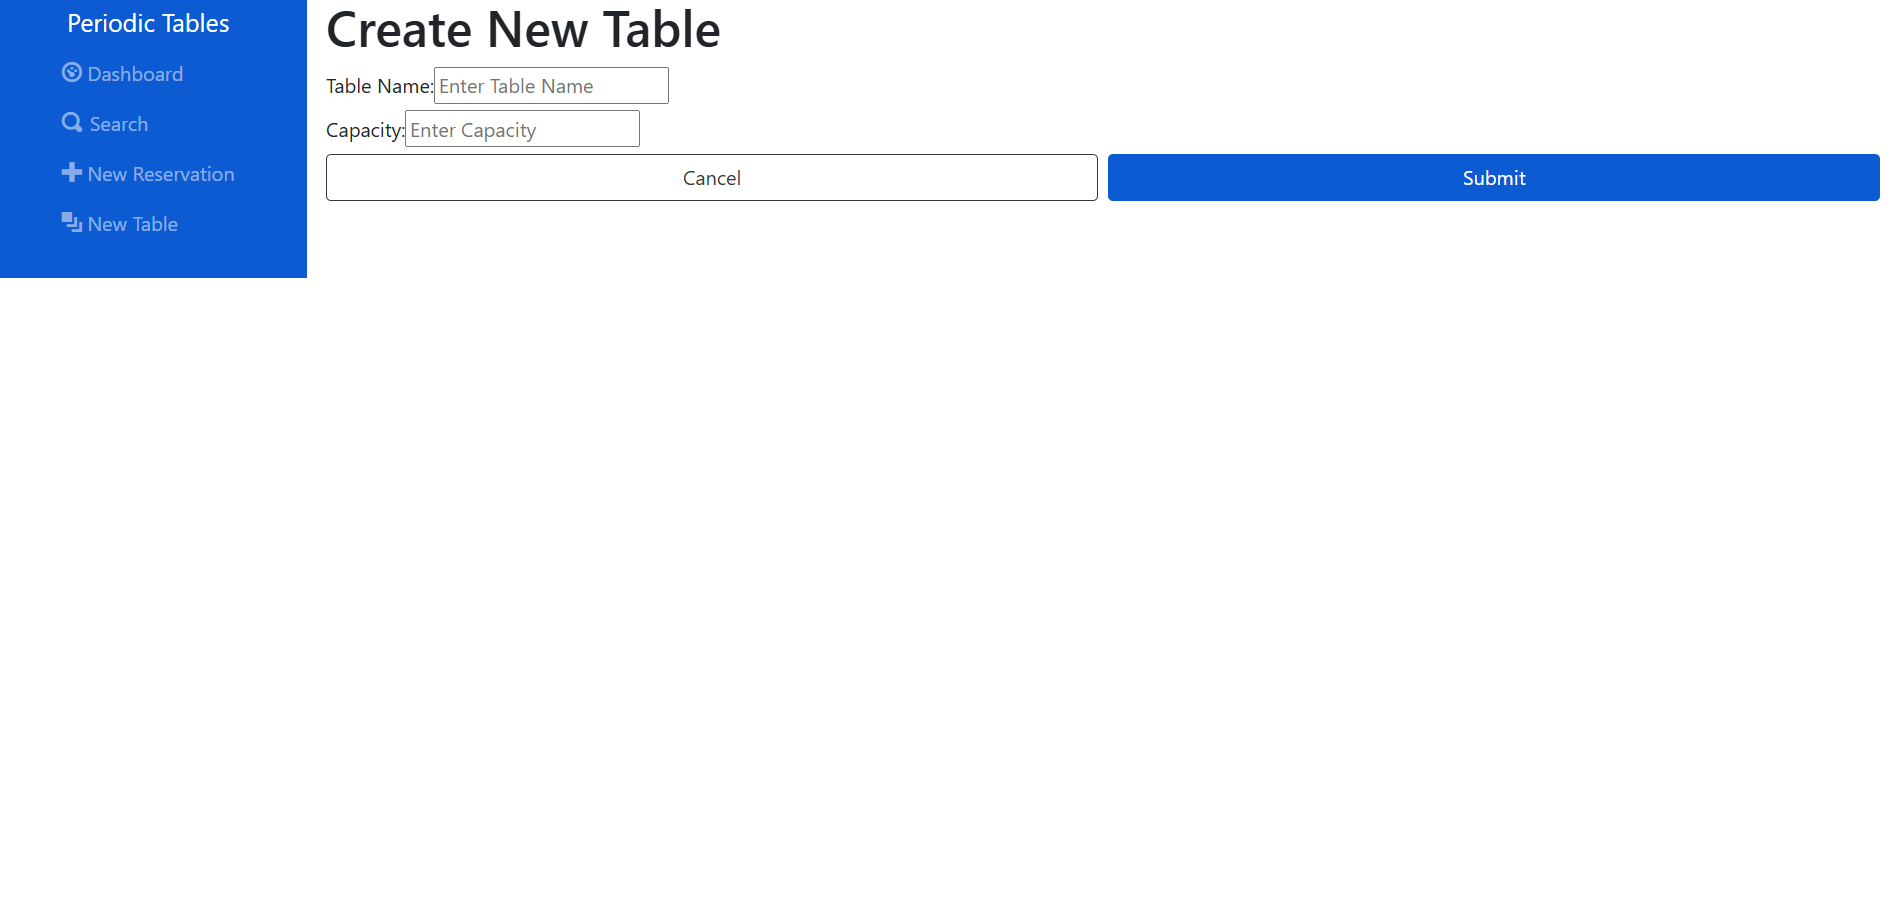 Periodic Tables
Dashboard
Search
New Reservation
New Table
Create New Table
Table Name: Enter Table Name
Capacity: Enter Capacity
Cancel Submit